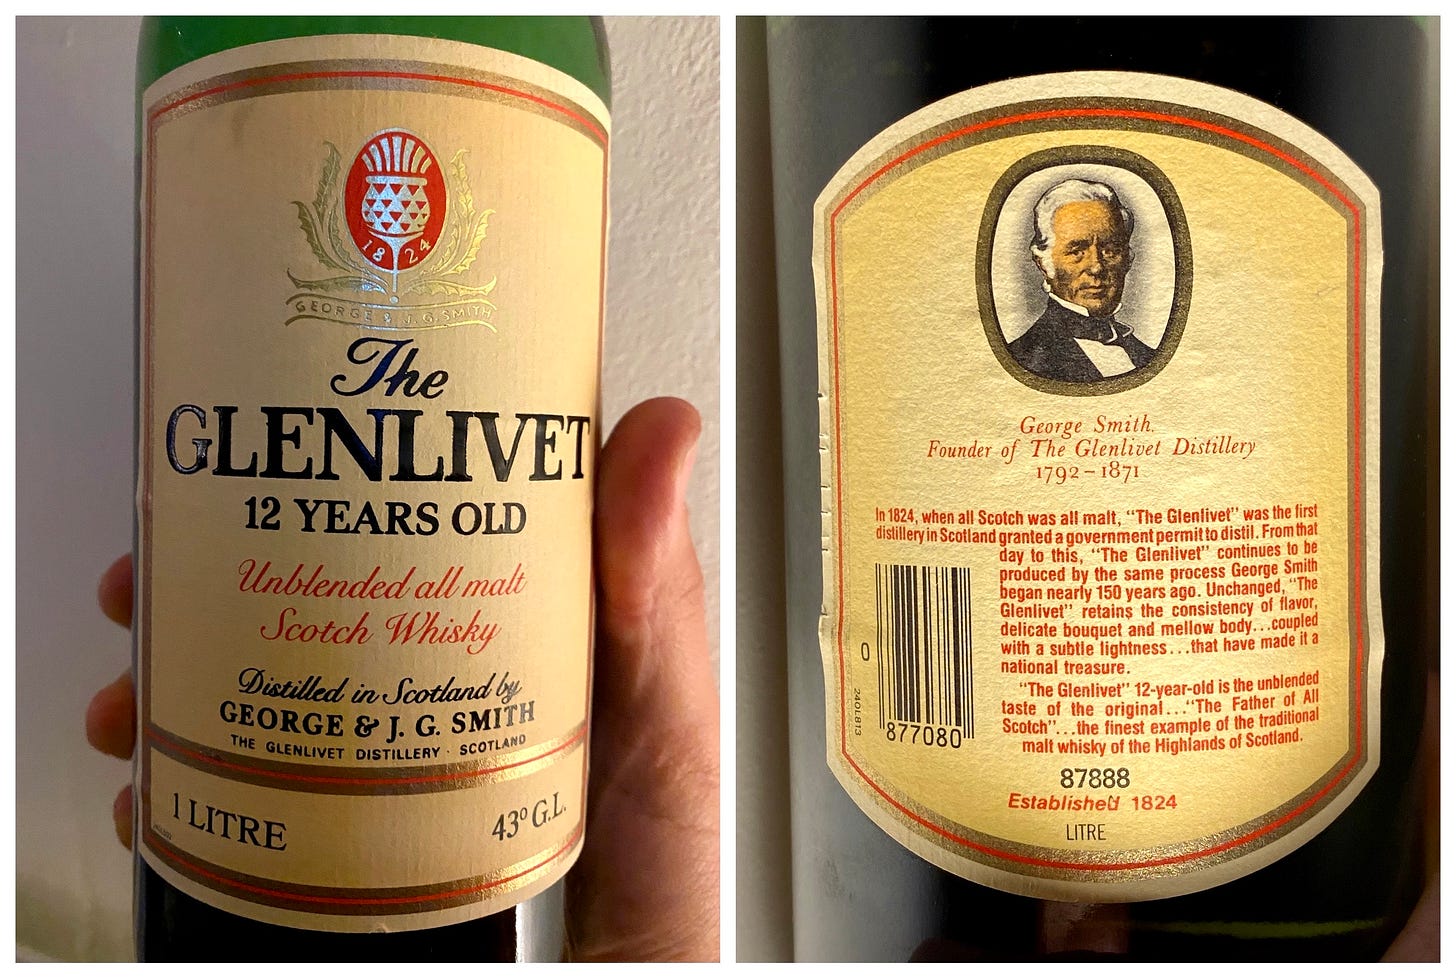 1824
GEORGE & J. G. SMITH
The
GLENLIVET
12 YEARS OLD
Unblended all malt
Scotch Whisky
Distilled in Scotland by
GEORGE & J. G. SMITH
THE GLENLIVET DISTILLERY · SCOTLAND
1 LITRE
43º G.L.
George Smith.
Founder of The Glenlivet Distillery
1792–1871
In 1824, when all Scotch was all malt, “The Glenlivet” was the first
distillery in Scotland granted a government permit to distil. From that
day to this, “The Glenlivet” continues to be
produced by the same process George Smith
began nearly 150 years ago. Unchanged, “The
Glenlivet” retains the consistency of flavor,
delicate bouquet and mellow body...coupled
with a subtle lightness...that have made it a
national treasure.
“The Glenlivet” 12-year-old is the unblended
taste of the original...“The Father of All
Scotch”...the finest example of the traditional
malt whisky of the Highlands of Scotland.
0
240L813
877080
87888
Established 1824
LITRE